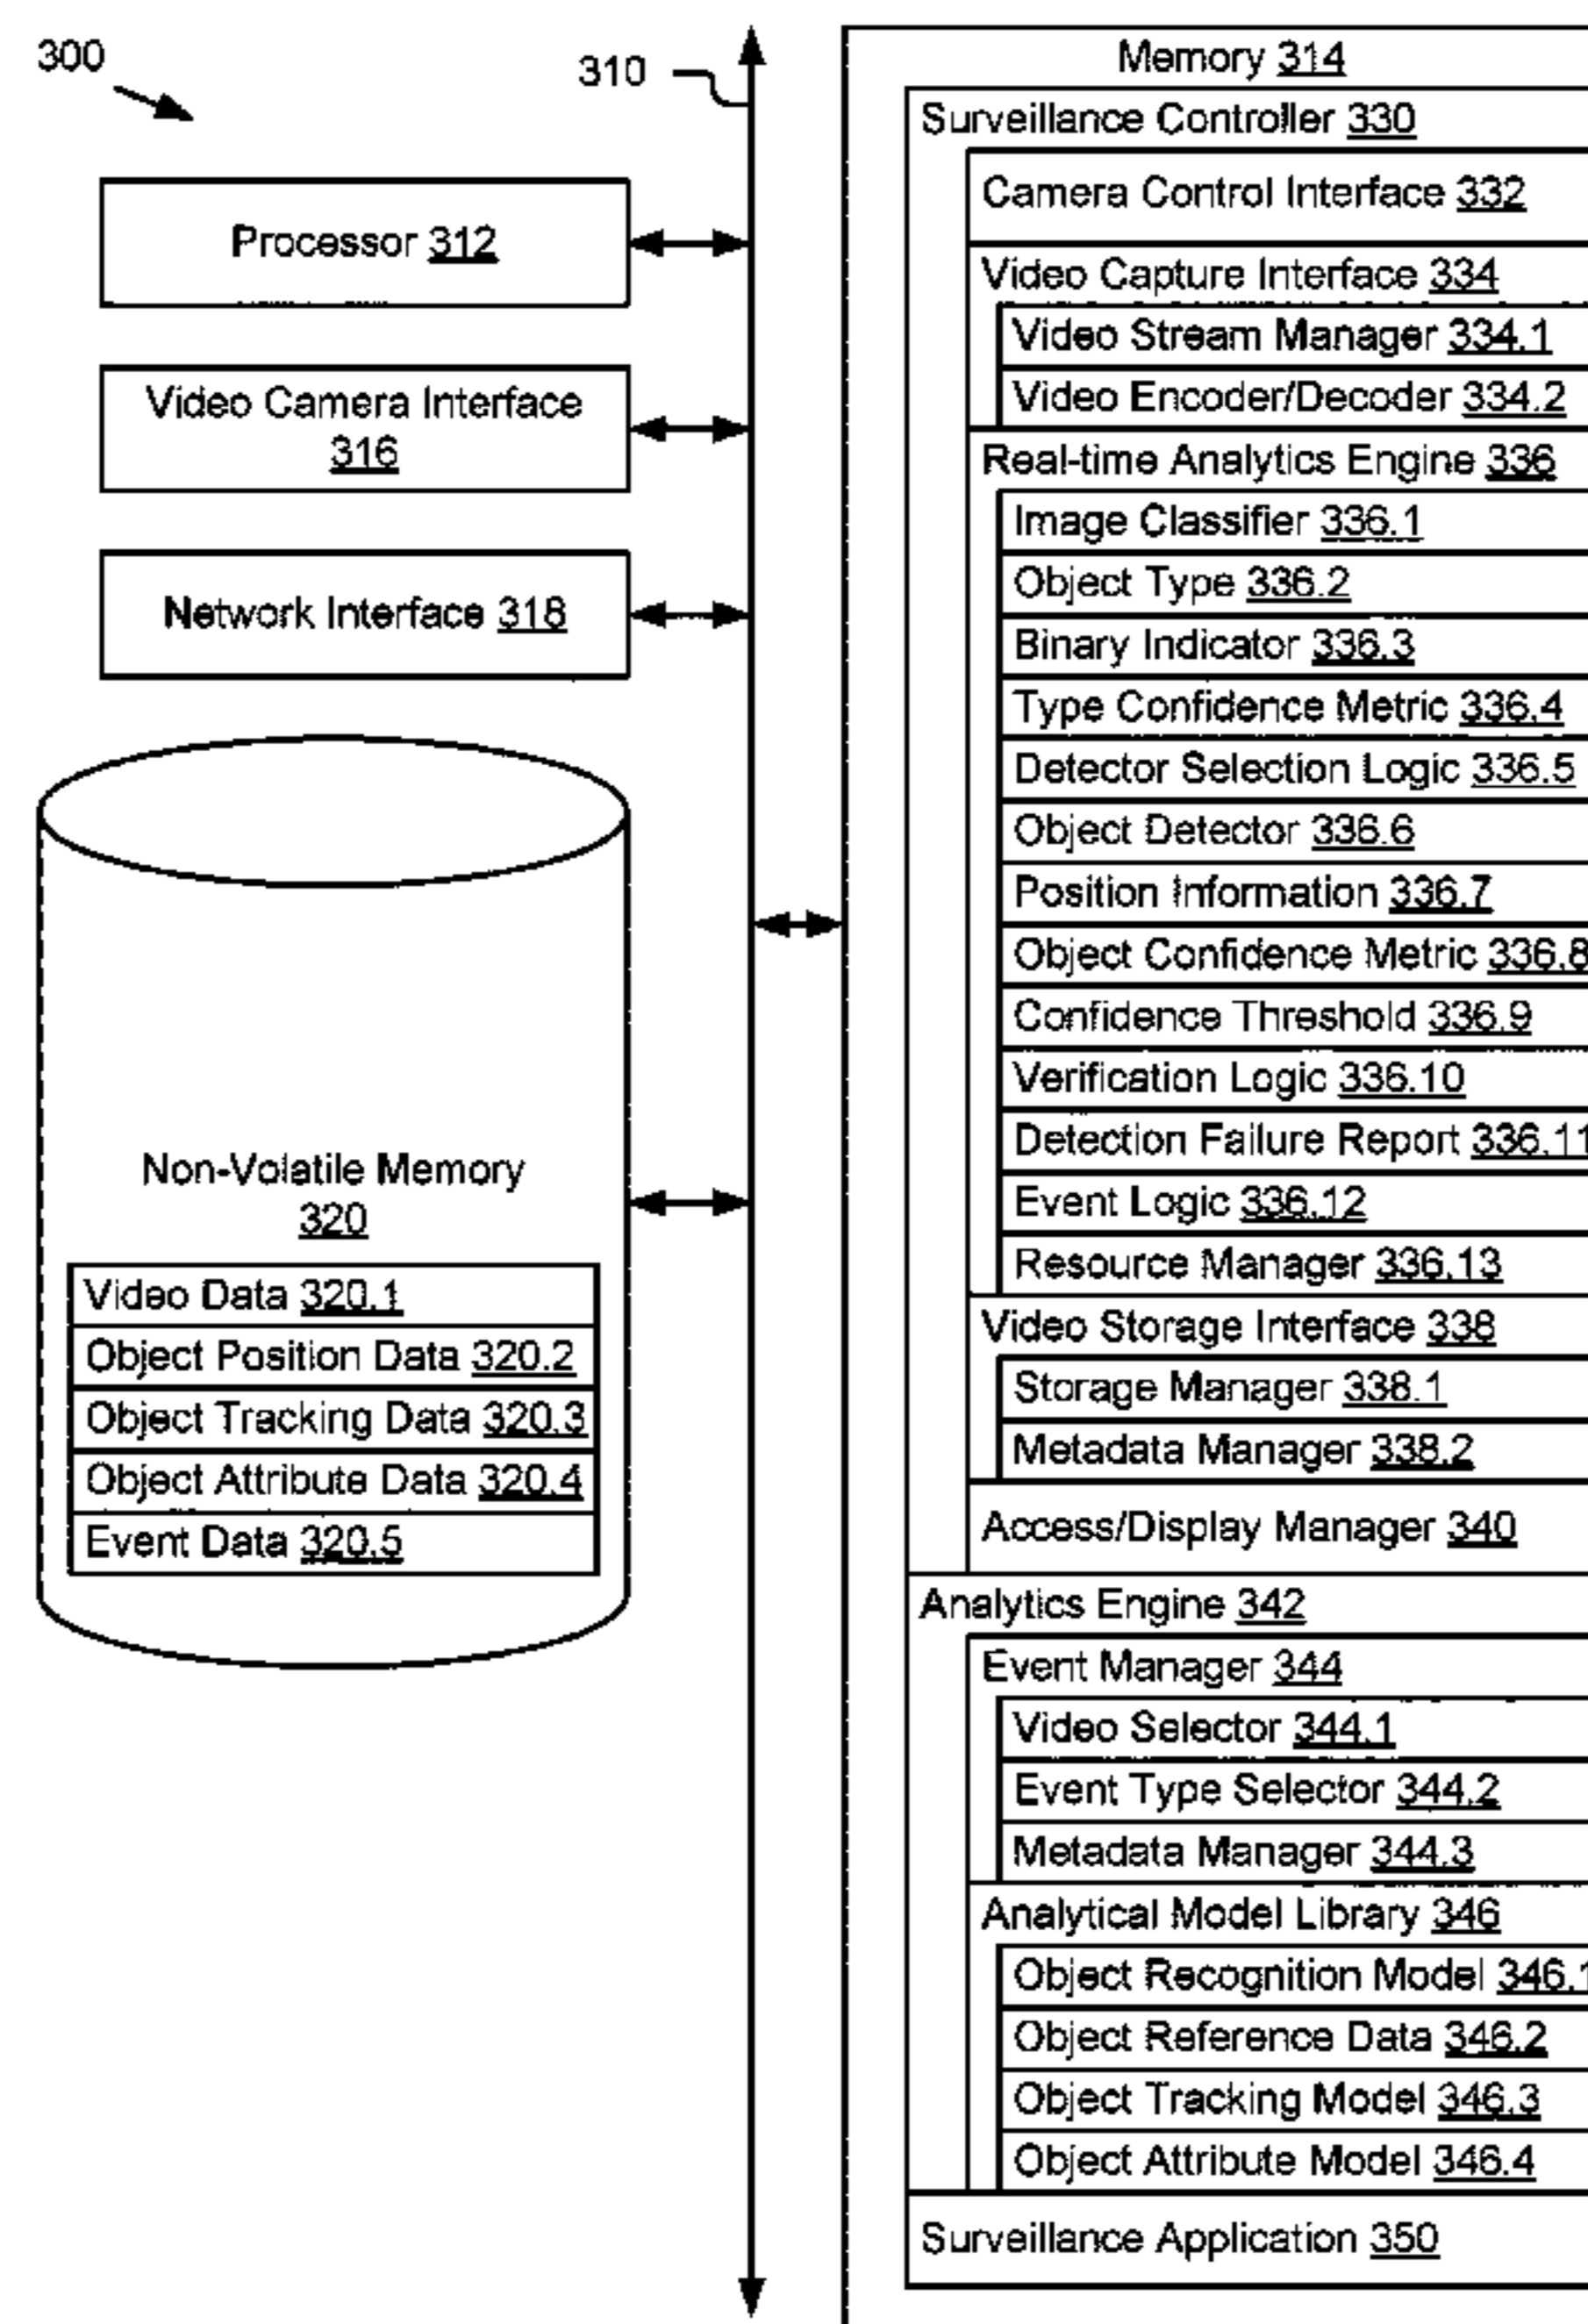 300
310
Processor 312
Video Camera Interface
316
Network Interface 318
Non-Volatile Memory
320
Video Data 320.1
Object Position Data 320.2
Object Tracking Data 320.3
Object Attribute Data 320.4
Event Data 320.5
Memory 314
Surveillance Controller 330
Camera Control Interface 332
Video Capture Interface 334
Video Stream Manager 334.1
Video Encoder/Decoder 334.2
Real-time Analytics Engine 336
Image Classifier 336.1
Object Type 336.2
Binary Indicator 336.3
Type Confidence Metric 336.4
Detector Selection Logic 336.5
Object Detector 336.6
Position Information 336.7
Object Confidence Metric 336.8
Confidence Threshold 336.9
Verification Logic 336.10
Detection Failure Report 336.11
Event Logic 336.12
Resource Manager 336.13
Video Storage Interface 338
Storage Manager 338.1
Metadata Manager 338.2
Access/Display Manager 340
Analytics Engine 342
Event Manager 344
Video Selector 344.1
Event Type Selector 344.2
Metadata Manager 344.3
Analytical Model Library 346
Object Recognition Model 346.1
Object Reference Data 346.2
Object Tracking Model 346.3
Object Attribute Model 346.4
Surveillance Application 350